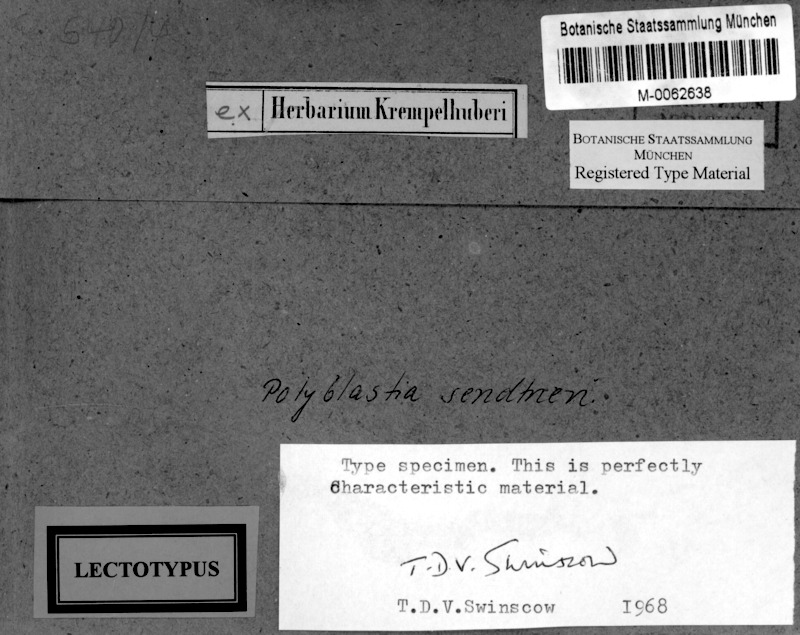 Botanische Staatssammlung München
M-0062638
ex Herbarium Krempelhuberi
BOTANISCHE STAATSSAMMLUNG
MÜNCHEN
Registered Type Material
Polyblastia sendtneri.
Type specimen. This is perfectly
Characteristic material.
T.D.V. Swinscow
T.D.V.Swinscow 1968
LECTOTYPUS